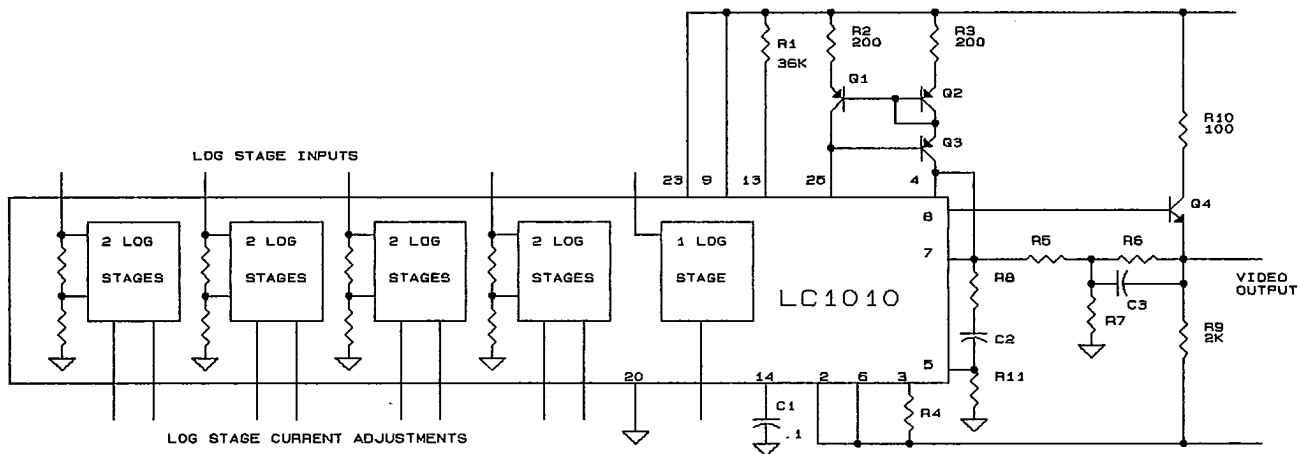 R1
36K
R2
200
R3
200
Q1
Q2
Q3
R10
100
LOG STAGE INPUTS
23 9 13 25 4
Q4
2 LOG
STAGES
2 LOG
STAGES
2 LOG
STAGES
2 LOG
STAGES
1 LOG
STAGE
LC1010
8
7
5
R5
R6
R8
C3
R7
VIDEO
OUTPUT
C2
R9
2K
R11
20 14 2 6 3
C1
.1
R4
LOG STAGE CURRENT ADJUSTMENTS